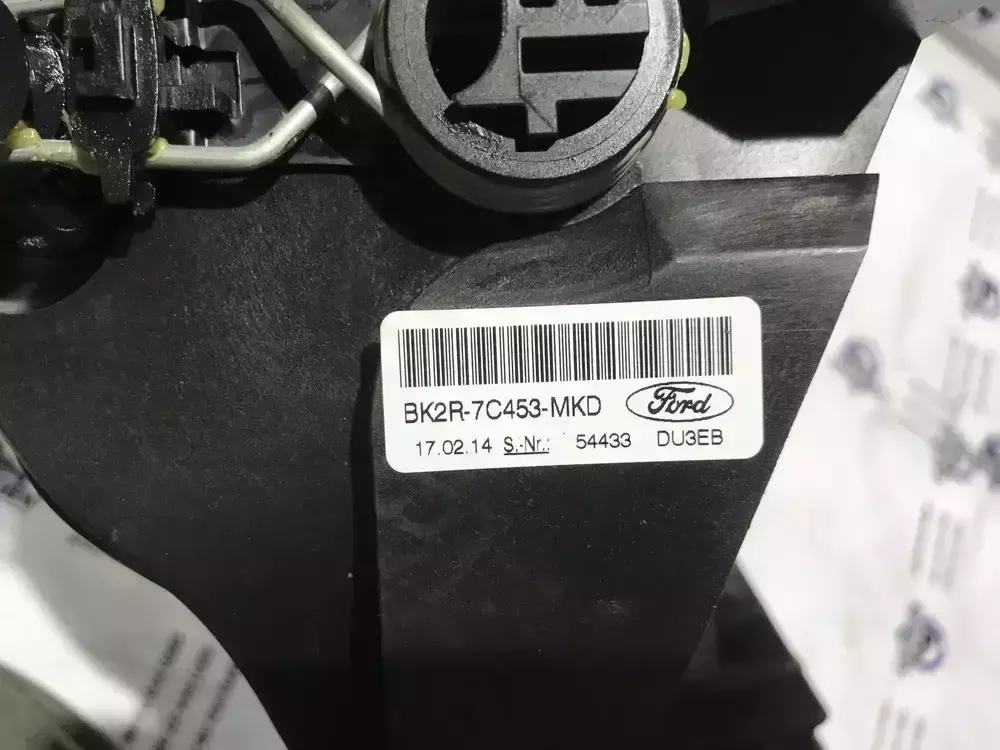 BK2R-7C453-MKD Ford
17.02.14 S.-Nr.: 54433 DU3EB